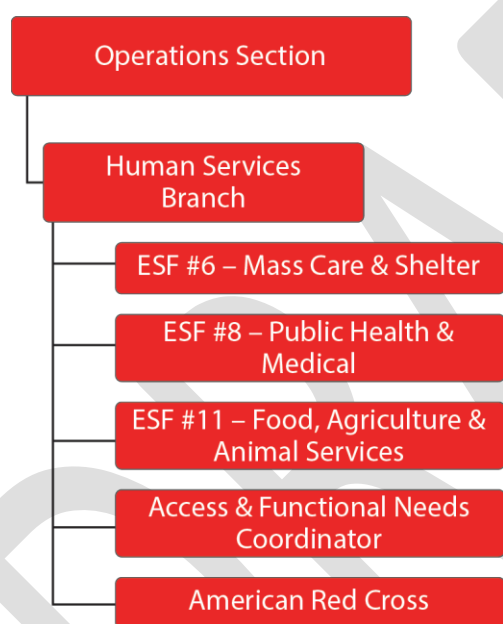 Operations Section
Human Services
Branch
ESF #6 – Mass Care & Shelter
ESF #8 – Public Health &
Medical
ESF #11 – Food, Agriculture &
Animal Services
Access & Functional Needs
Coordinator
American Red Cross